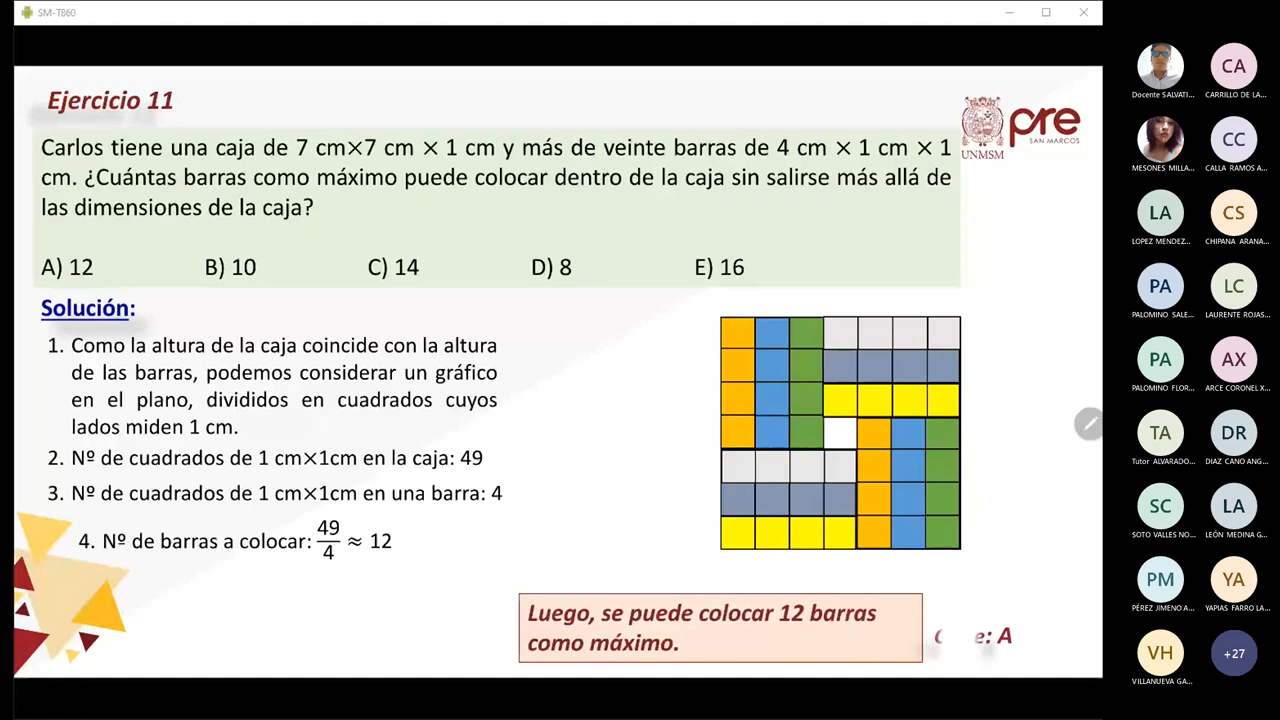 SM-T860
Ejercicio 11
pre
SAN MARCOS
UNMSM
Carlos tiene una caja de 7 cm×7 cm × 1 cm y más de veinte barras de 4 cm × 1 cm × 1
cm. ¿Cuántas barras como máximo puede colocar dentro de la caja sin salirse más allá de
las dimensiones de la caja?
A) 12 B) 10 C) 14 D) 8 E) 16
Solución:
1. Como la altura de la caja coincide con la altura
de las barras, podemos considerar un gráfico
en el plano, divididos en cuadrados cuyos
lados miden 1 cm.
2. Nº de cuadrados de 1 cm×1cm en la caja: 49
3. Nº de cuadrados de 1 cm×1cm en una barra: 4
4. Nº de barras a colocar: 49/4 ≈ 12
Luego, se puede colocar 12 barras
como máximo.
: A
Docente SALVATI...
CA
CARRILLO DE LA...
MESONES MILLA...
CC
CALLA RAMOS A...
LA
LOPEZ MENDEZ...
CS
CHIPANA ARANA...
PA
PALOMINO SALE...
LC
LAURENTE ROJAS...
PA
PALOMINO FLOR...
AX
ARCE CORONEL X...
TA
Tutor ALVARADO...
DR
DIAZ CANO ANG...
SC
SOTO VALLES NO...
LA
LEÓN MEDINA G...
PM
PÉREZ JIMENO A...
YA
YAPIAS FARRO LA...
VH
VILLANUEVA GA...
+27